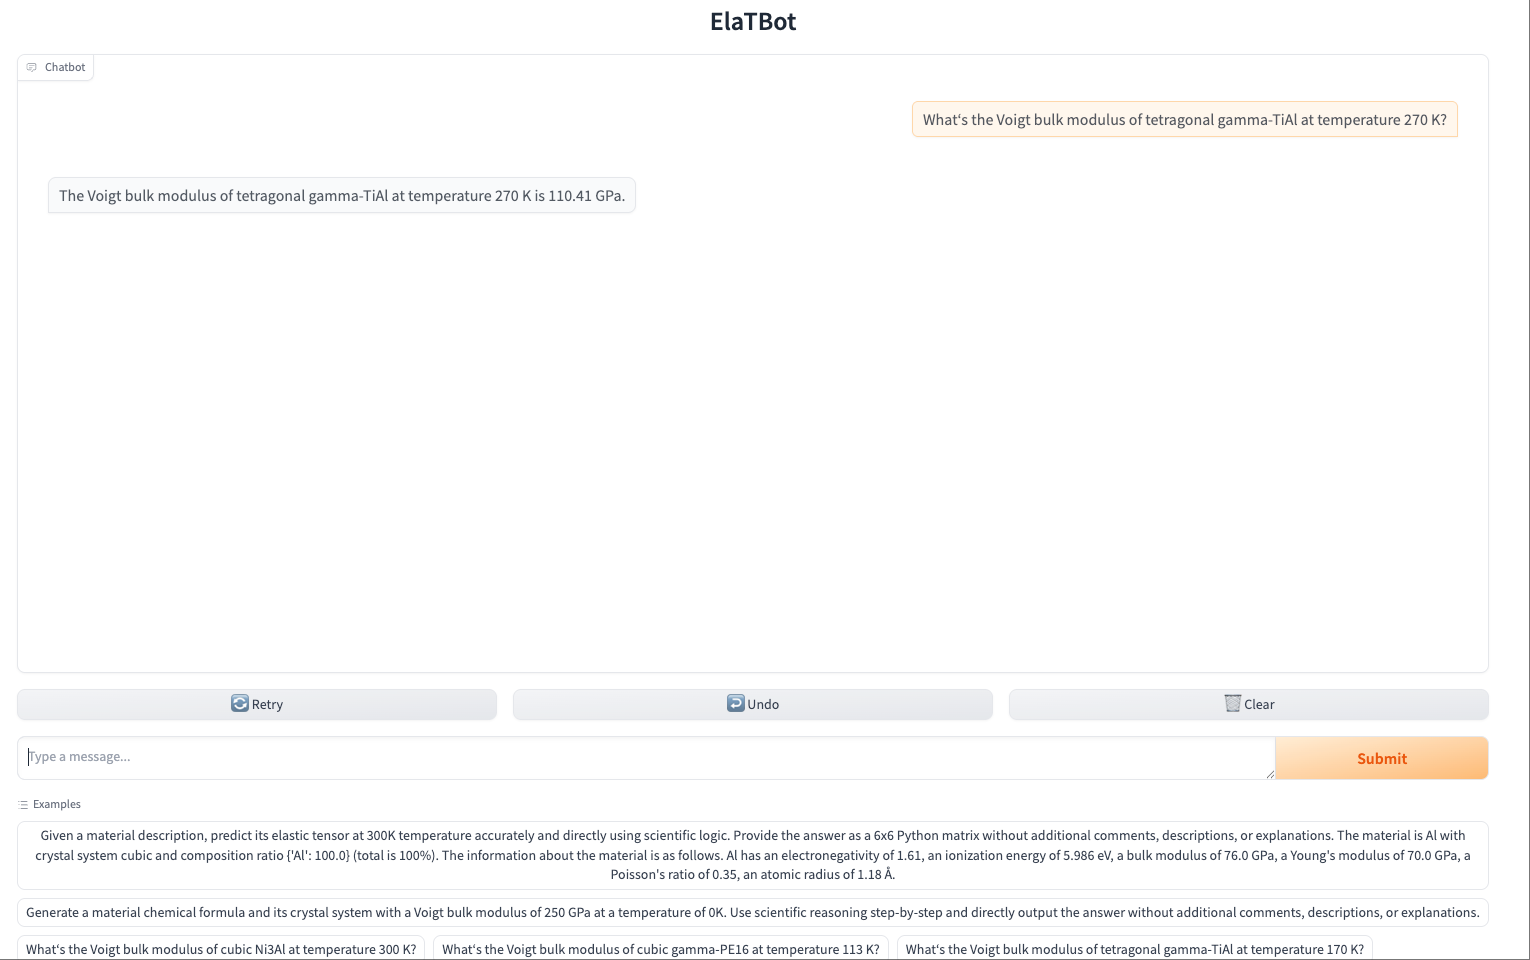 ElaTBot
Chatbot
What‘s the Voigt bulk modulus of tetragonal gamma-TiAl at temperature 270 K?
The Voigt bulk modulus of tetragonal gamma-TiAl at temperature 270 K is 110.41 GPa.
Retry
Undo
Clear
Type a message...
Submit
Examples
Given a material description, predict its elastic tensor at 300K temperature accurately and directly using scientific logic. Provide the answer as a 6x6 Python matrix without additional comments, descriptions, or explanations. The material is Al with
crystal system cubic and composition ratio {'Al': 100.0} (total is 100%). The information about the material is as follows. Al has an electronegativity of 1.61, an ionization energy of 5.986 eV, a bulk modulus of 76.0 GPa, a Young's modulus of 70.0 GPa, a
Poisson's ratio of 0.35, an atomic radius of 1.18 Å.
Generate a material chemical formula and its crystal system with a Voigt bulk modulus of 250 GPa at a temperature of 0K. Use scientific reasoning step-by-step and directly output the answer without additional comments, descriptions, or explanations.
What‘s the Voigt bulk modulus of cubic Ni3Al at temperature 300 K?
What‘s the Voigt bulk modulus of cubic gamma-PE16 at temperature 113 K?
What‘s the Voigt bulk modulus of tetragonal gamma-TiAl at temperature 170 K?